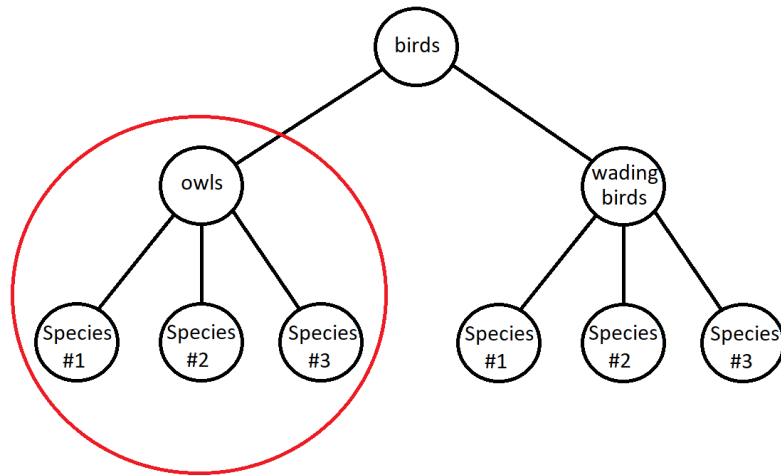 birds
owls
wading
birds
Species
#1
Species
#2
Species
#3
Species
#1
Species
#2
Species
#3